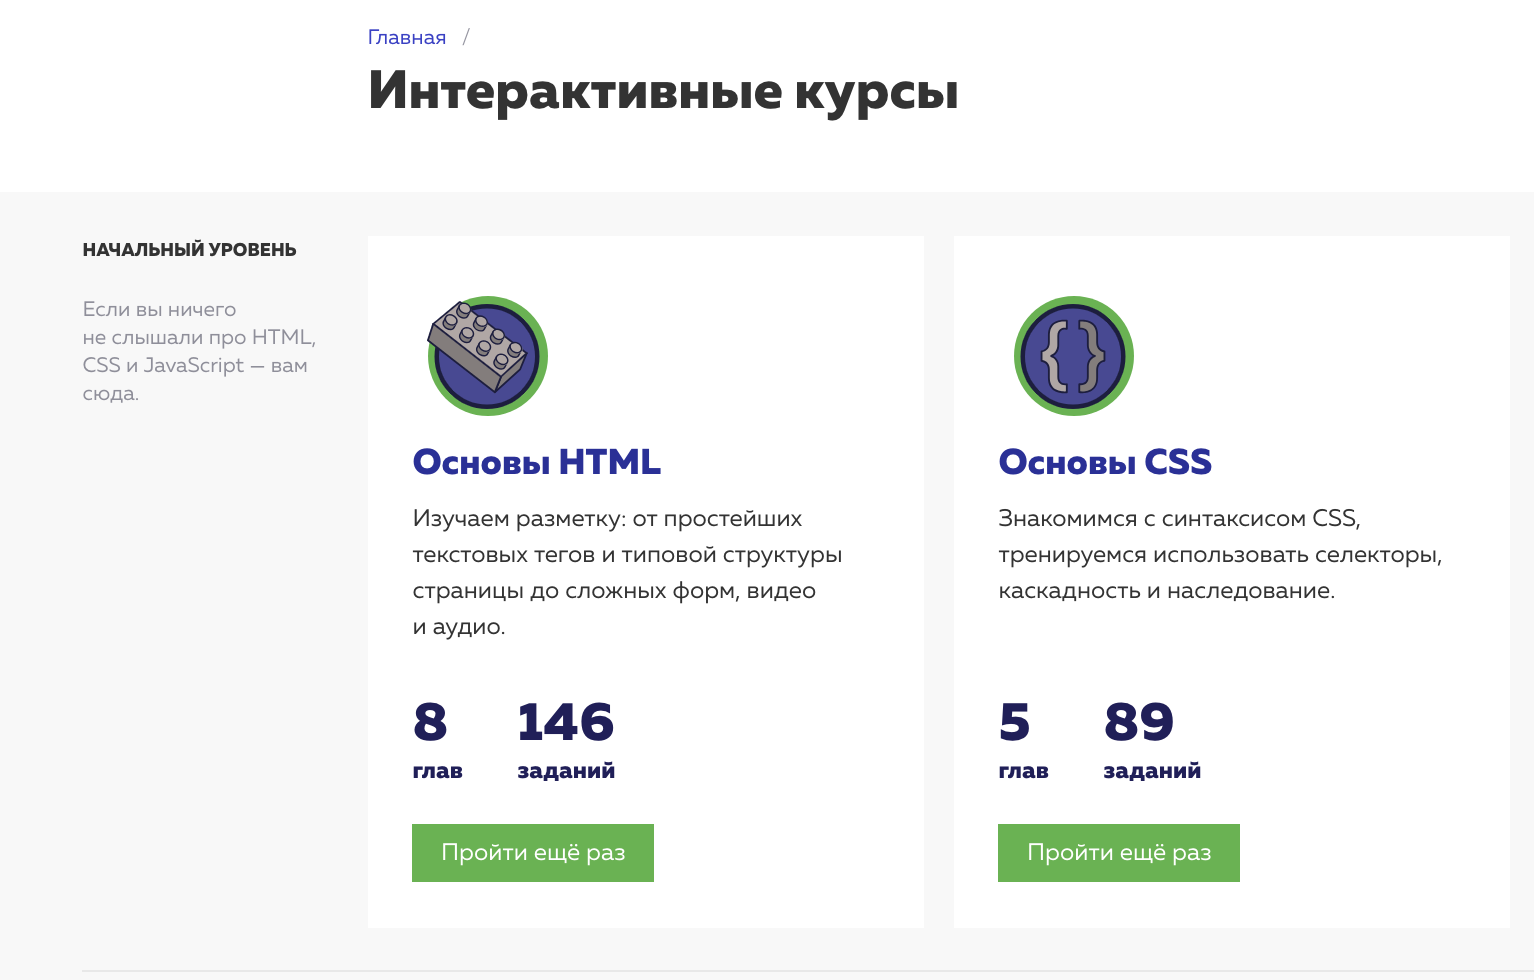 Главная /
Интерактивные курсы
НАЧАЛЬНЫЙ УРОВЕНЬ
Если вы ничего
не слышали про HTML,
CSS и JavaScript — вам
сюда.
{ }
Основы HTML
Изучаем разметку: от простейших
текстовых тегов и типовой структуры
страницы до сложных форм, видео
и аудио.
8 146
глав заданий
Пройти ещё раз
Основы CSS
Знакомимся с синтаксисом CSS,
тренируемся использовать селекторы,
каскадность и наследование.
5 89
глав заданий
Пройти ещё раз